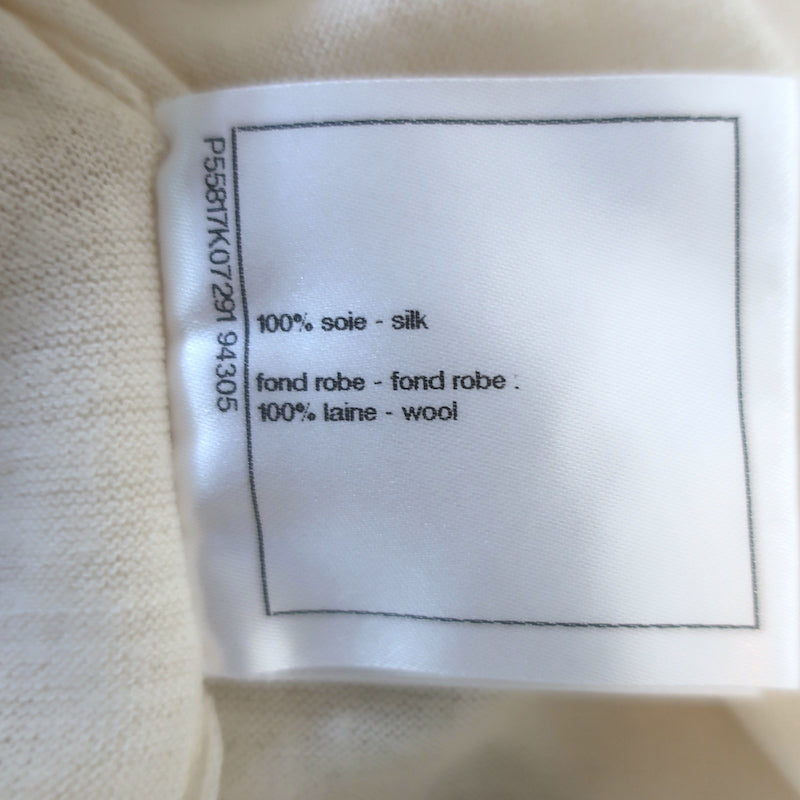 P55817K07291 94305
100% soie - silk
fond robe - fond robe :
100% laine - wool